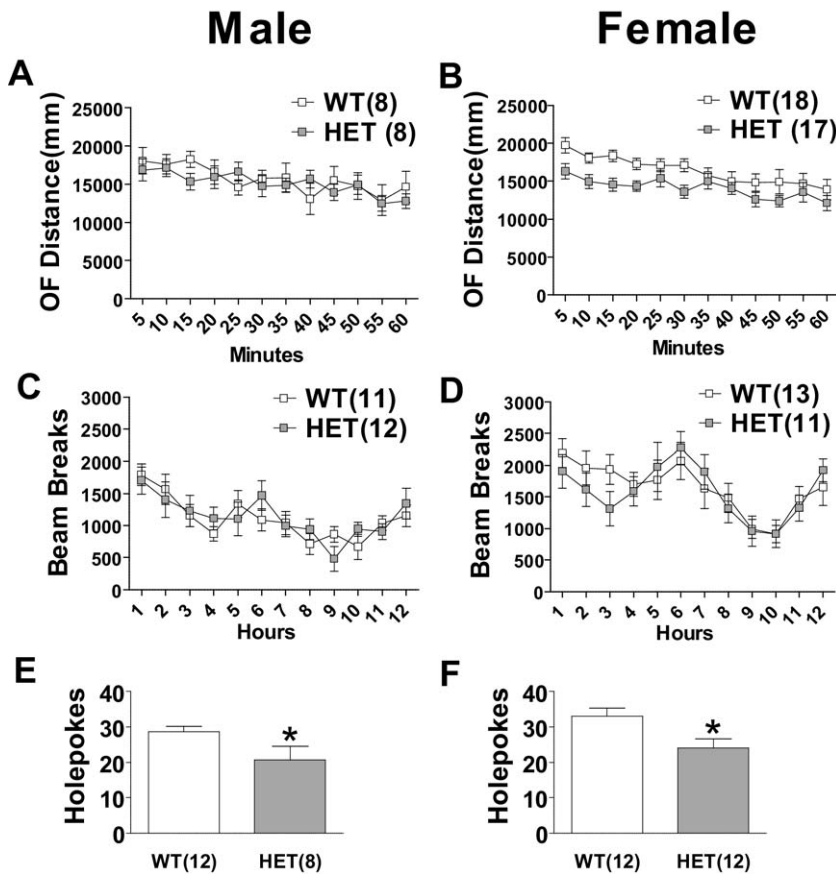 Male
Female
A
OF Distance(mm)
WT(8)
HET (8)
25000
20000
15000
10000
5000
0
5 10 15 20 25 30 35 40 45 50 55 60
Minutes
B
OF Distance(mm)
WT(18)
HET (17)
25000
20000
15000
10000
5000
0
5 10 15 20 25 30 35 40 45 50 55 60
Minutes
C
Beam Breaks
WT(11)
HET(12)
3000
2500
2000
1500
1000
500
0
1 2 3 4 5 6 7 8 9 10 11 12
Hours
D
Beam Breaks
WT(13)
HET(11)
3000
2500
2000
1500
1000
500
0
1 2 3 4 5 6 7 8 9 10 11 12
Hours
E
Holepokes
40
30
20
10
0
*
WT(12) HET(8)
F
Holepokes
40
30
20
10
0
*
WT(12) HET(12)